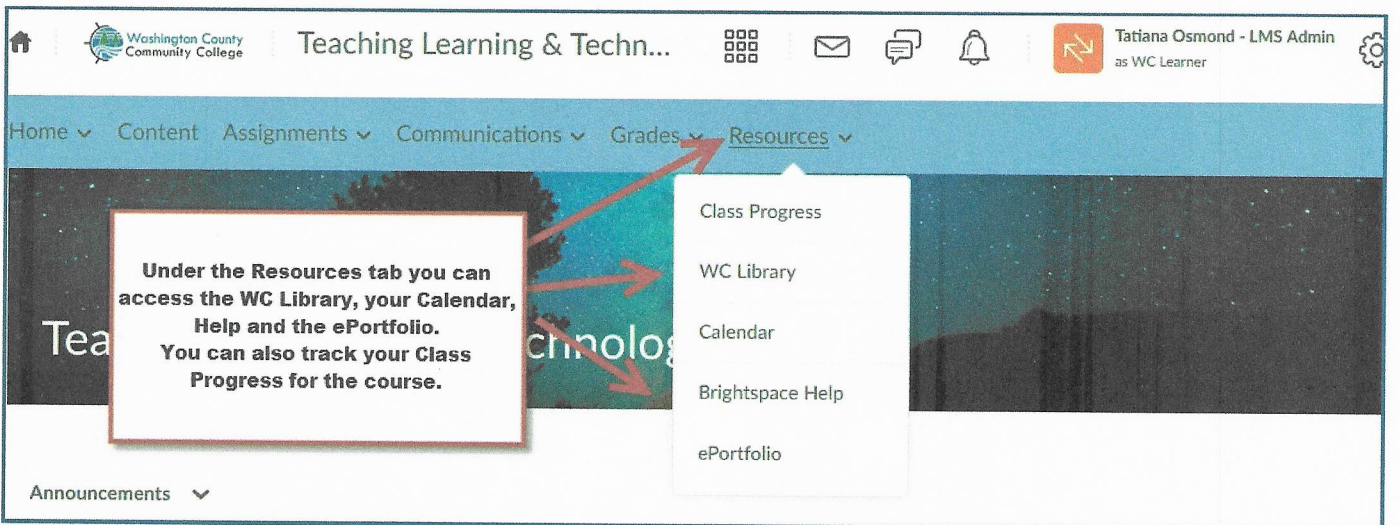 Washington County
Community College
Teaching Learning & Techn...
Tatiana Osmond - LMS Admin
as WC Learner
Home Content Assignments Communications Grades Resources
Class Progress
WC Library
Calendar
Brightspace Help
ePortfolio
Under the Resources tab you can
access the WC Library, your Calendar,
Help and the ePortfolio.
You can also track your Class
Progress for the course.
Tea chnolog
Announcements